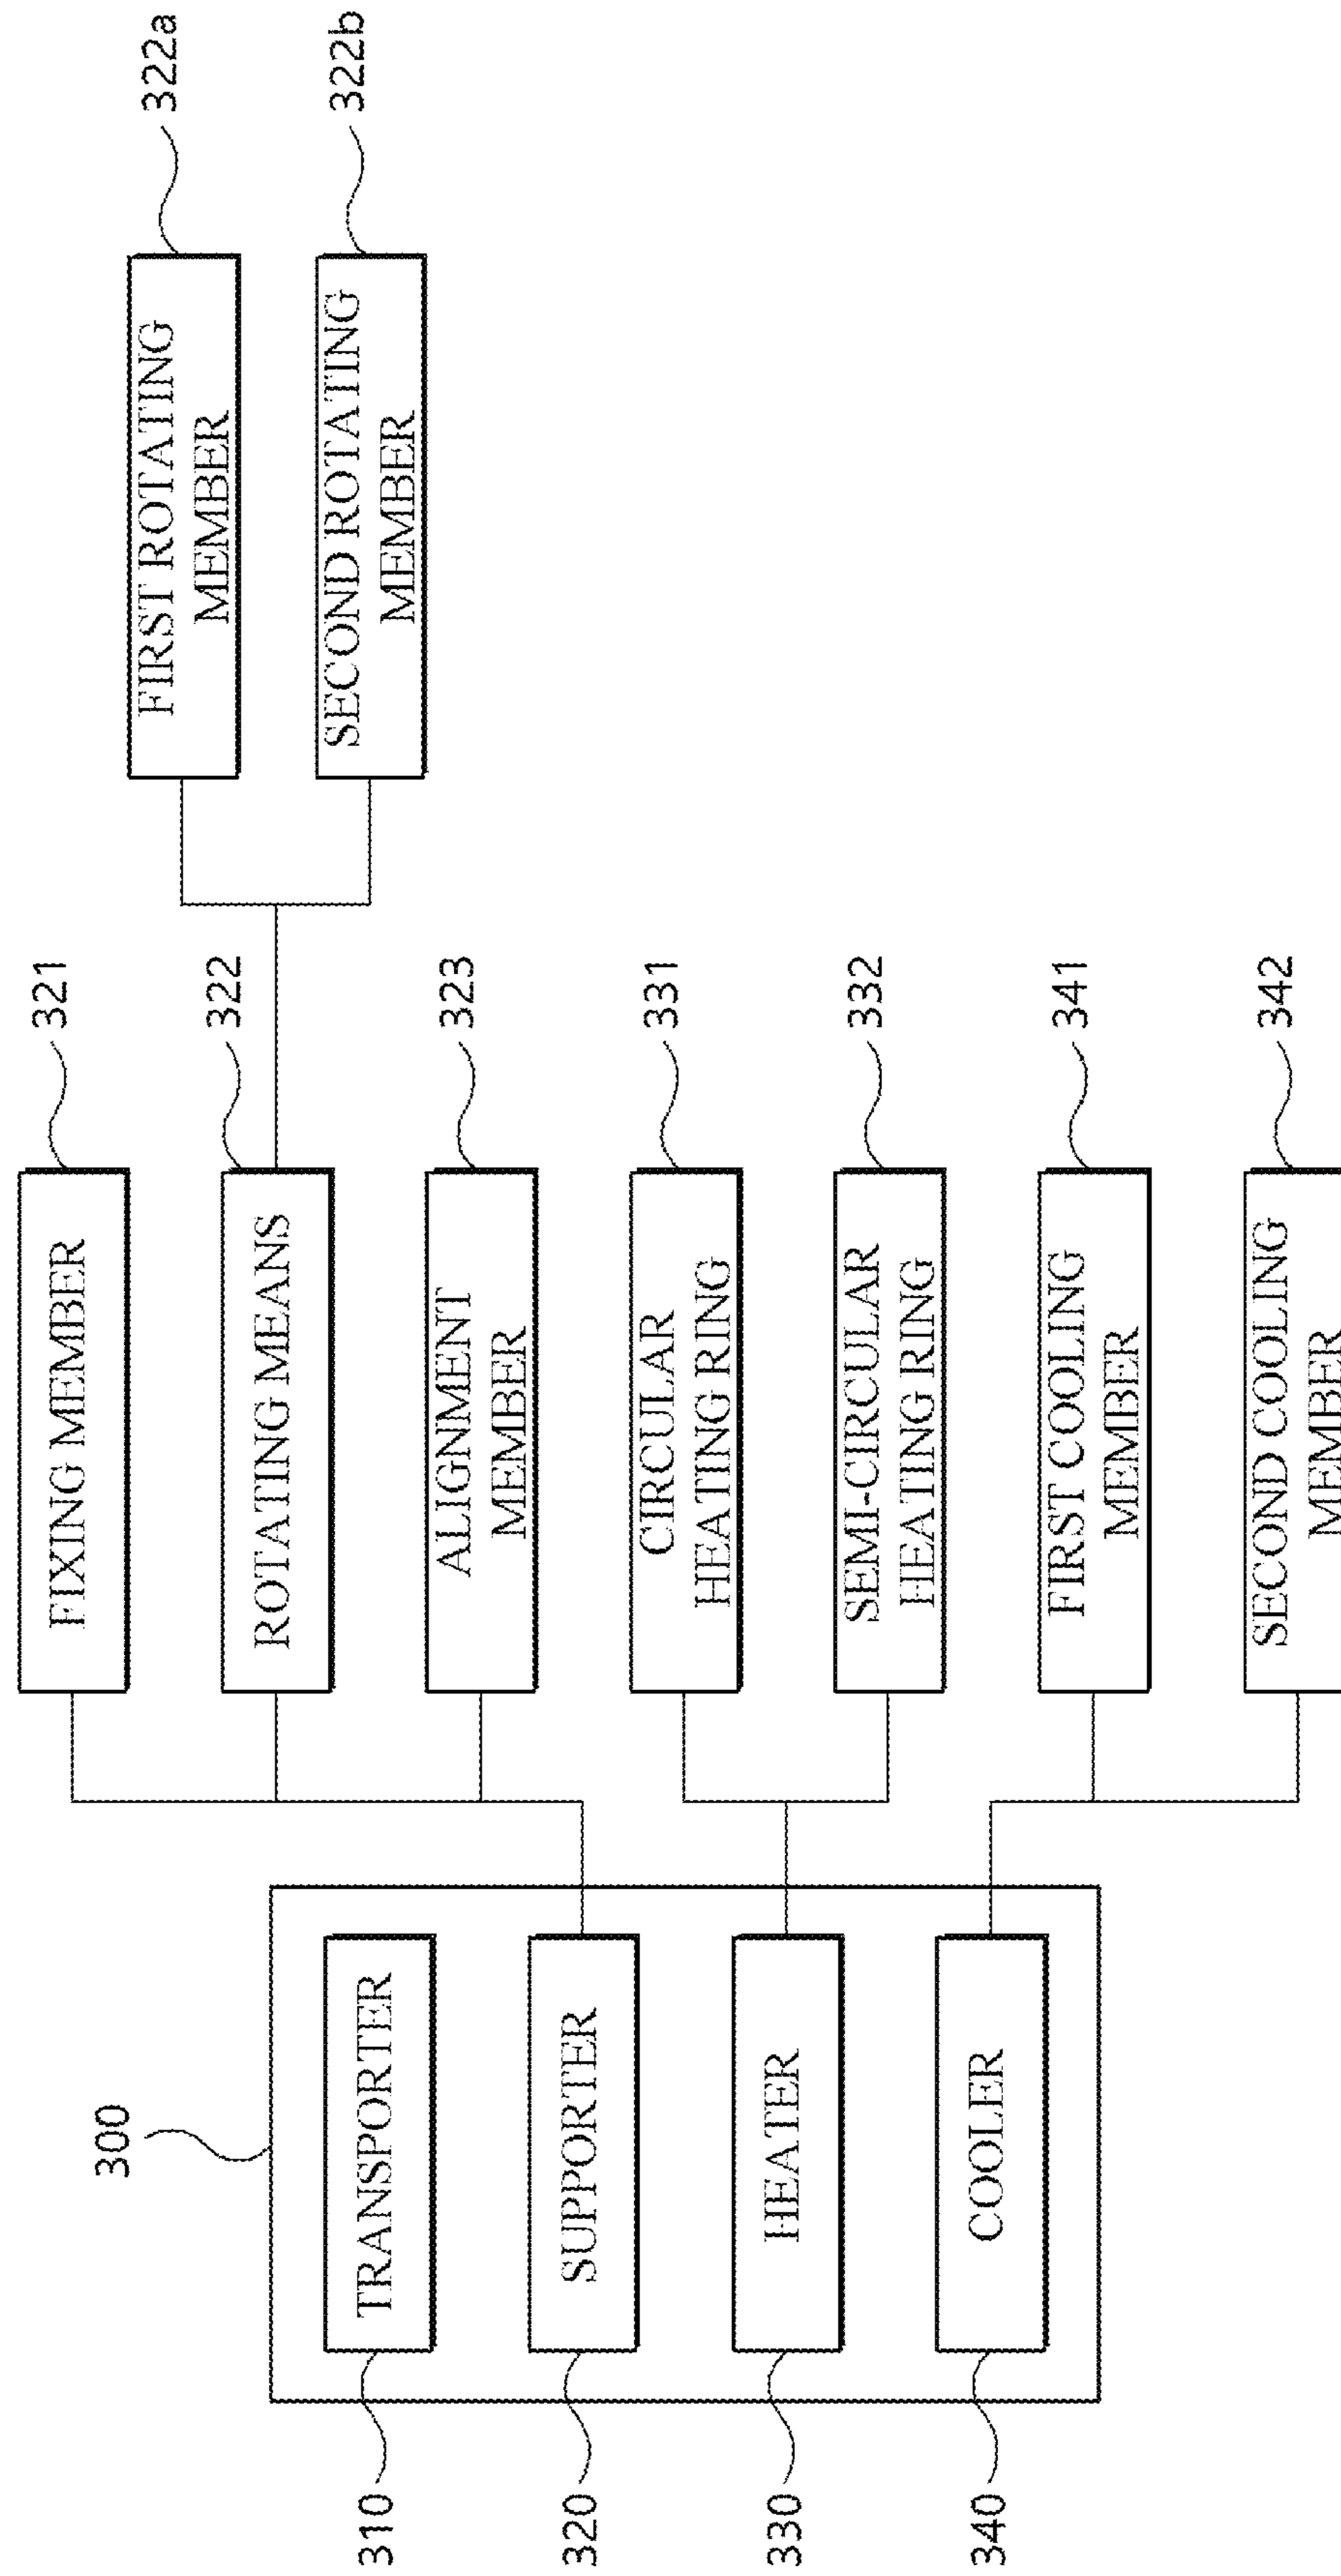 300
310
TRANSPORTER
320
SUPPORTER
330
HEATER
340
COOLER
321
FIXING MEMBER
322
ROTATING MEANS
323
ALIGNMENT
MEMBER
331
CIRCULAR
HEATING RING
332
SEMI-CIRCULAR
HEATING RING
341
FIRST COOLING
MEMBER
342
SECOND COOLING
MEMBER
322a
FIRST ROTATING
MEMBER
322b
SECOND ROTATING
MEMBER